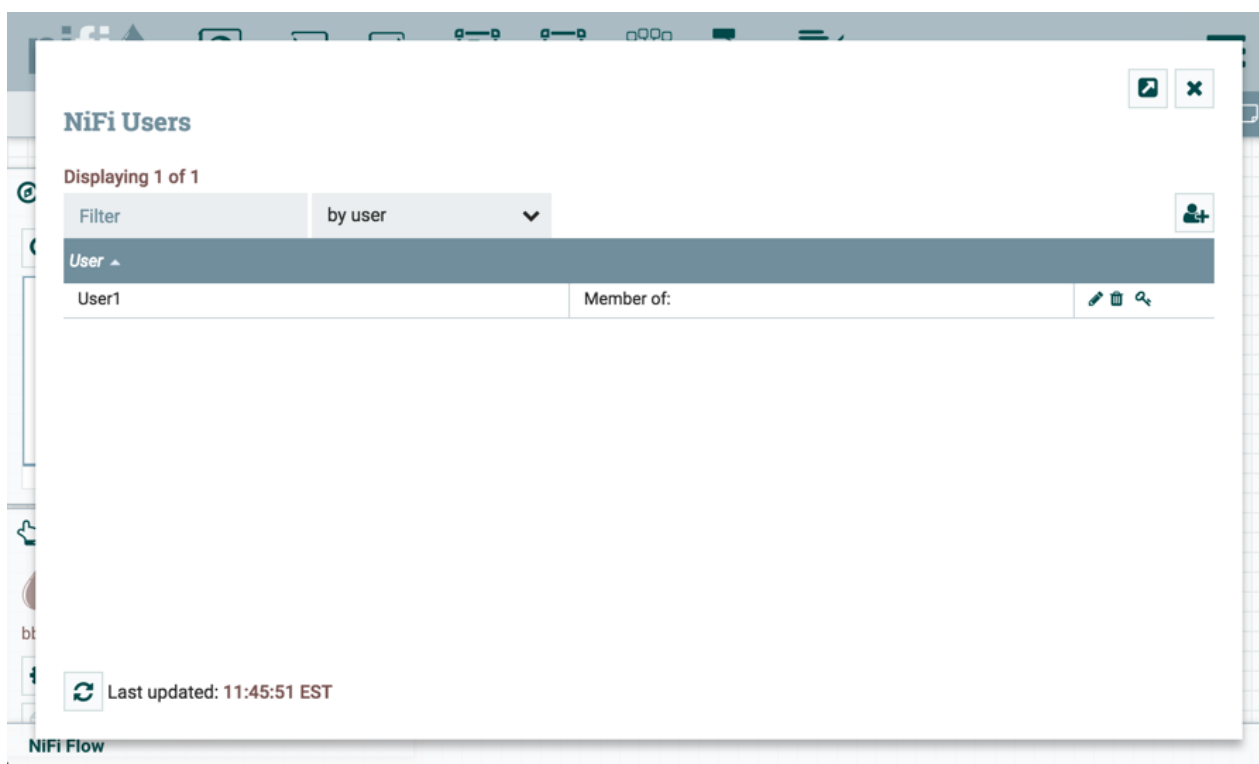 NiFi Users
Displaying 1 of 1
Filter by user
User
User1 Member of:
Last updated: 11:45:51 EST
NiFi Flow